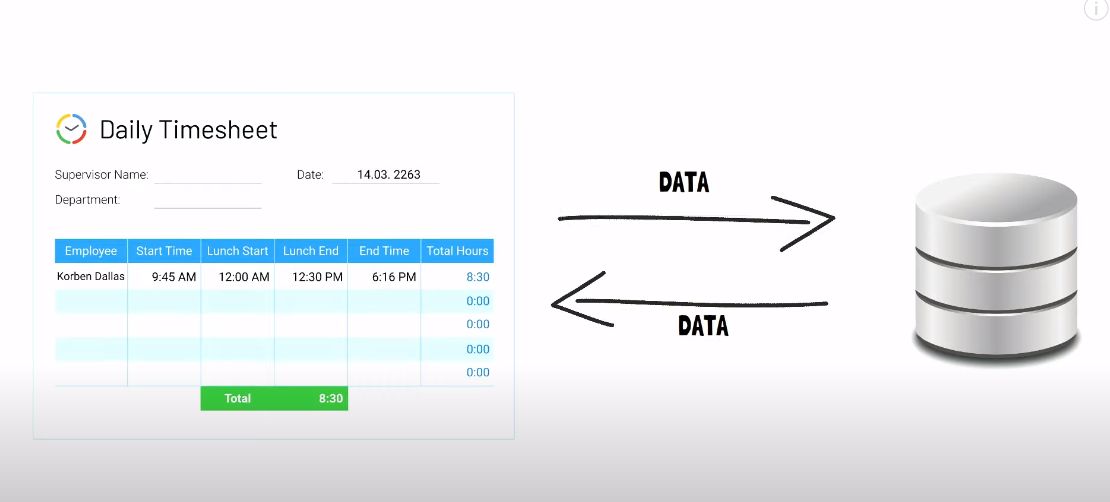 Daily Timesheet
Supervisor Name:
Date: 14.03. 2263
Department:
Employee Start Time Lunch Start Lunch End End Time Total Hours
Korben Dallas 9:45 AM 12:00 AM 12:30 PM 6:16 PM 8:30
0:00
0:00
0:00
0:00
Total 8:30
DATA
DATA
i